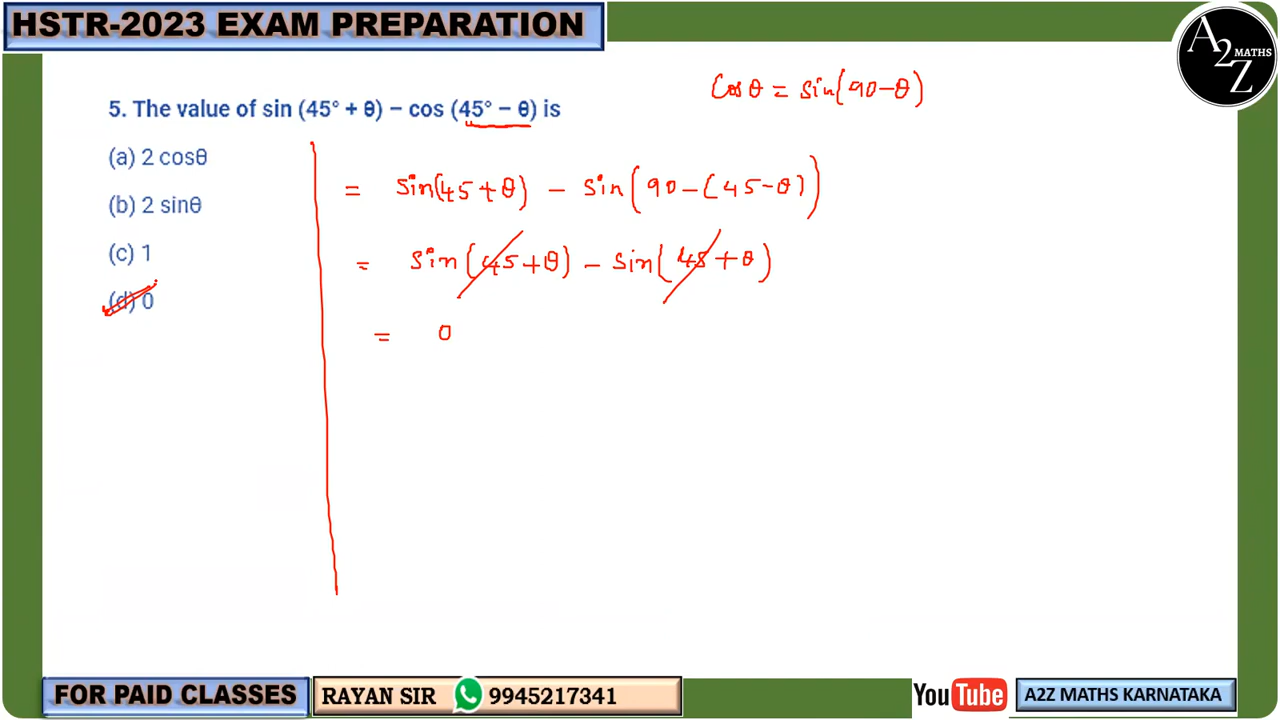 HSTR-2023 EXAM PREPARATION
A2Z MATHS
Cosθ = sin(90-θ)
5. The value of sin (45° + θ) − cos (45° − θ) is
(a) 2 cosθ
(b) 2 sinθ
(c) 1
(d) 0
= sin(45+θ) - sin(90-(45-θ))
= sin(45+θ) - sin(45+θ)
= 0
FOR PAID CLASSES
RAYAN SIR 9945217341
YouTube
A2Z MATHS KARNATAKA